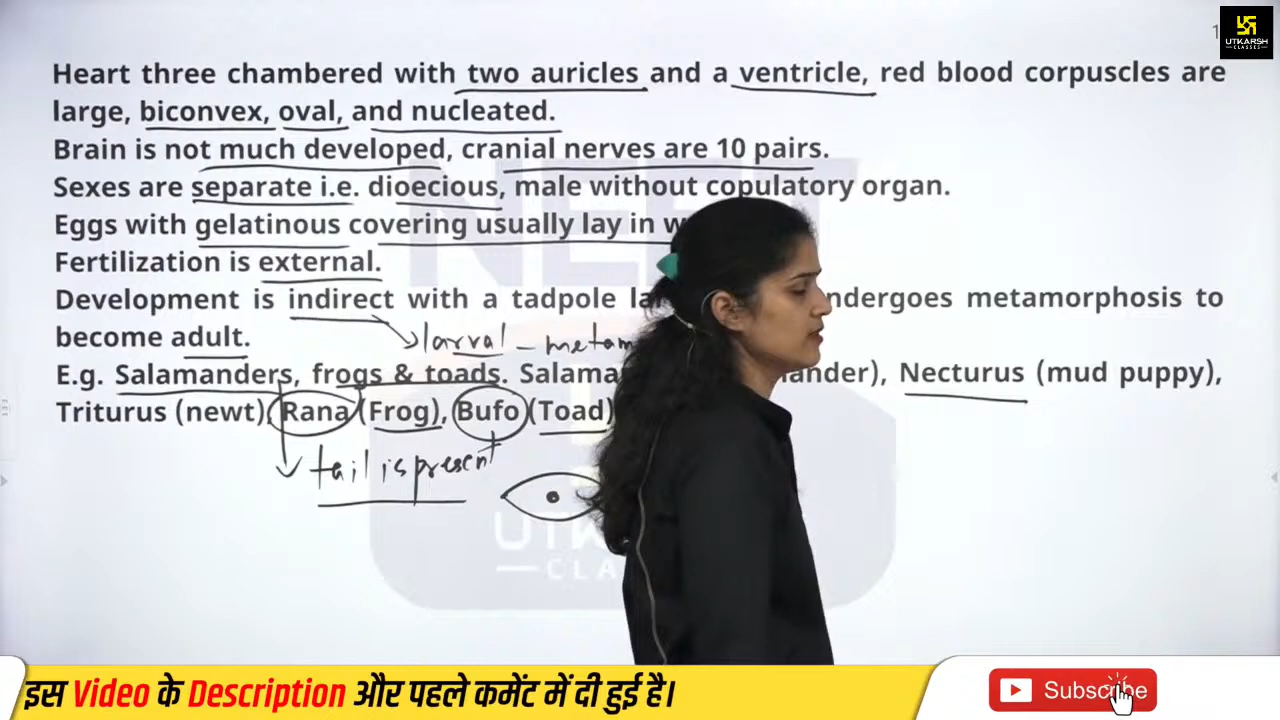 UTKARSH
CLASSES
Heart three chambered with two auricles and a ventricle, red blood corpuscles are
large, biconvex, oval, and nucleated.
Brain is not much developed, cranial nerves are 10 pairs.
Sexes are separate i.e. dioecious, male without copulatory organ.
Eggs with gelatinous covering usually lay in
Fertilization is external.
Development is indirect with a tadpole metamorphosis to
become adult.
larval - metam
E.g. Salamanders, frogs & toads. Necturus (mud puppy),
Triturus (newt), Rana (Frog), Bufo (Toad)
tail is present
NEET
इस Video के Description और पहले कमेंट में दी हुई है।
Subscribe